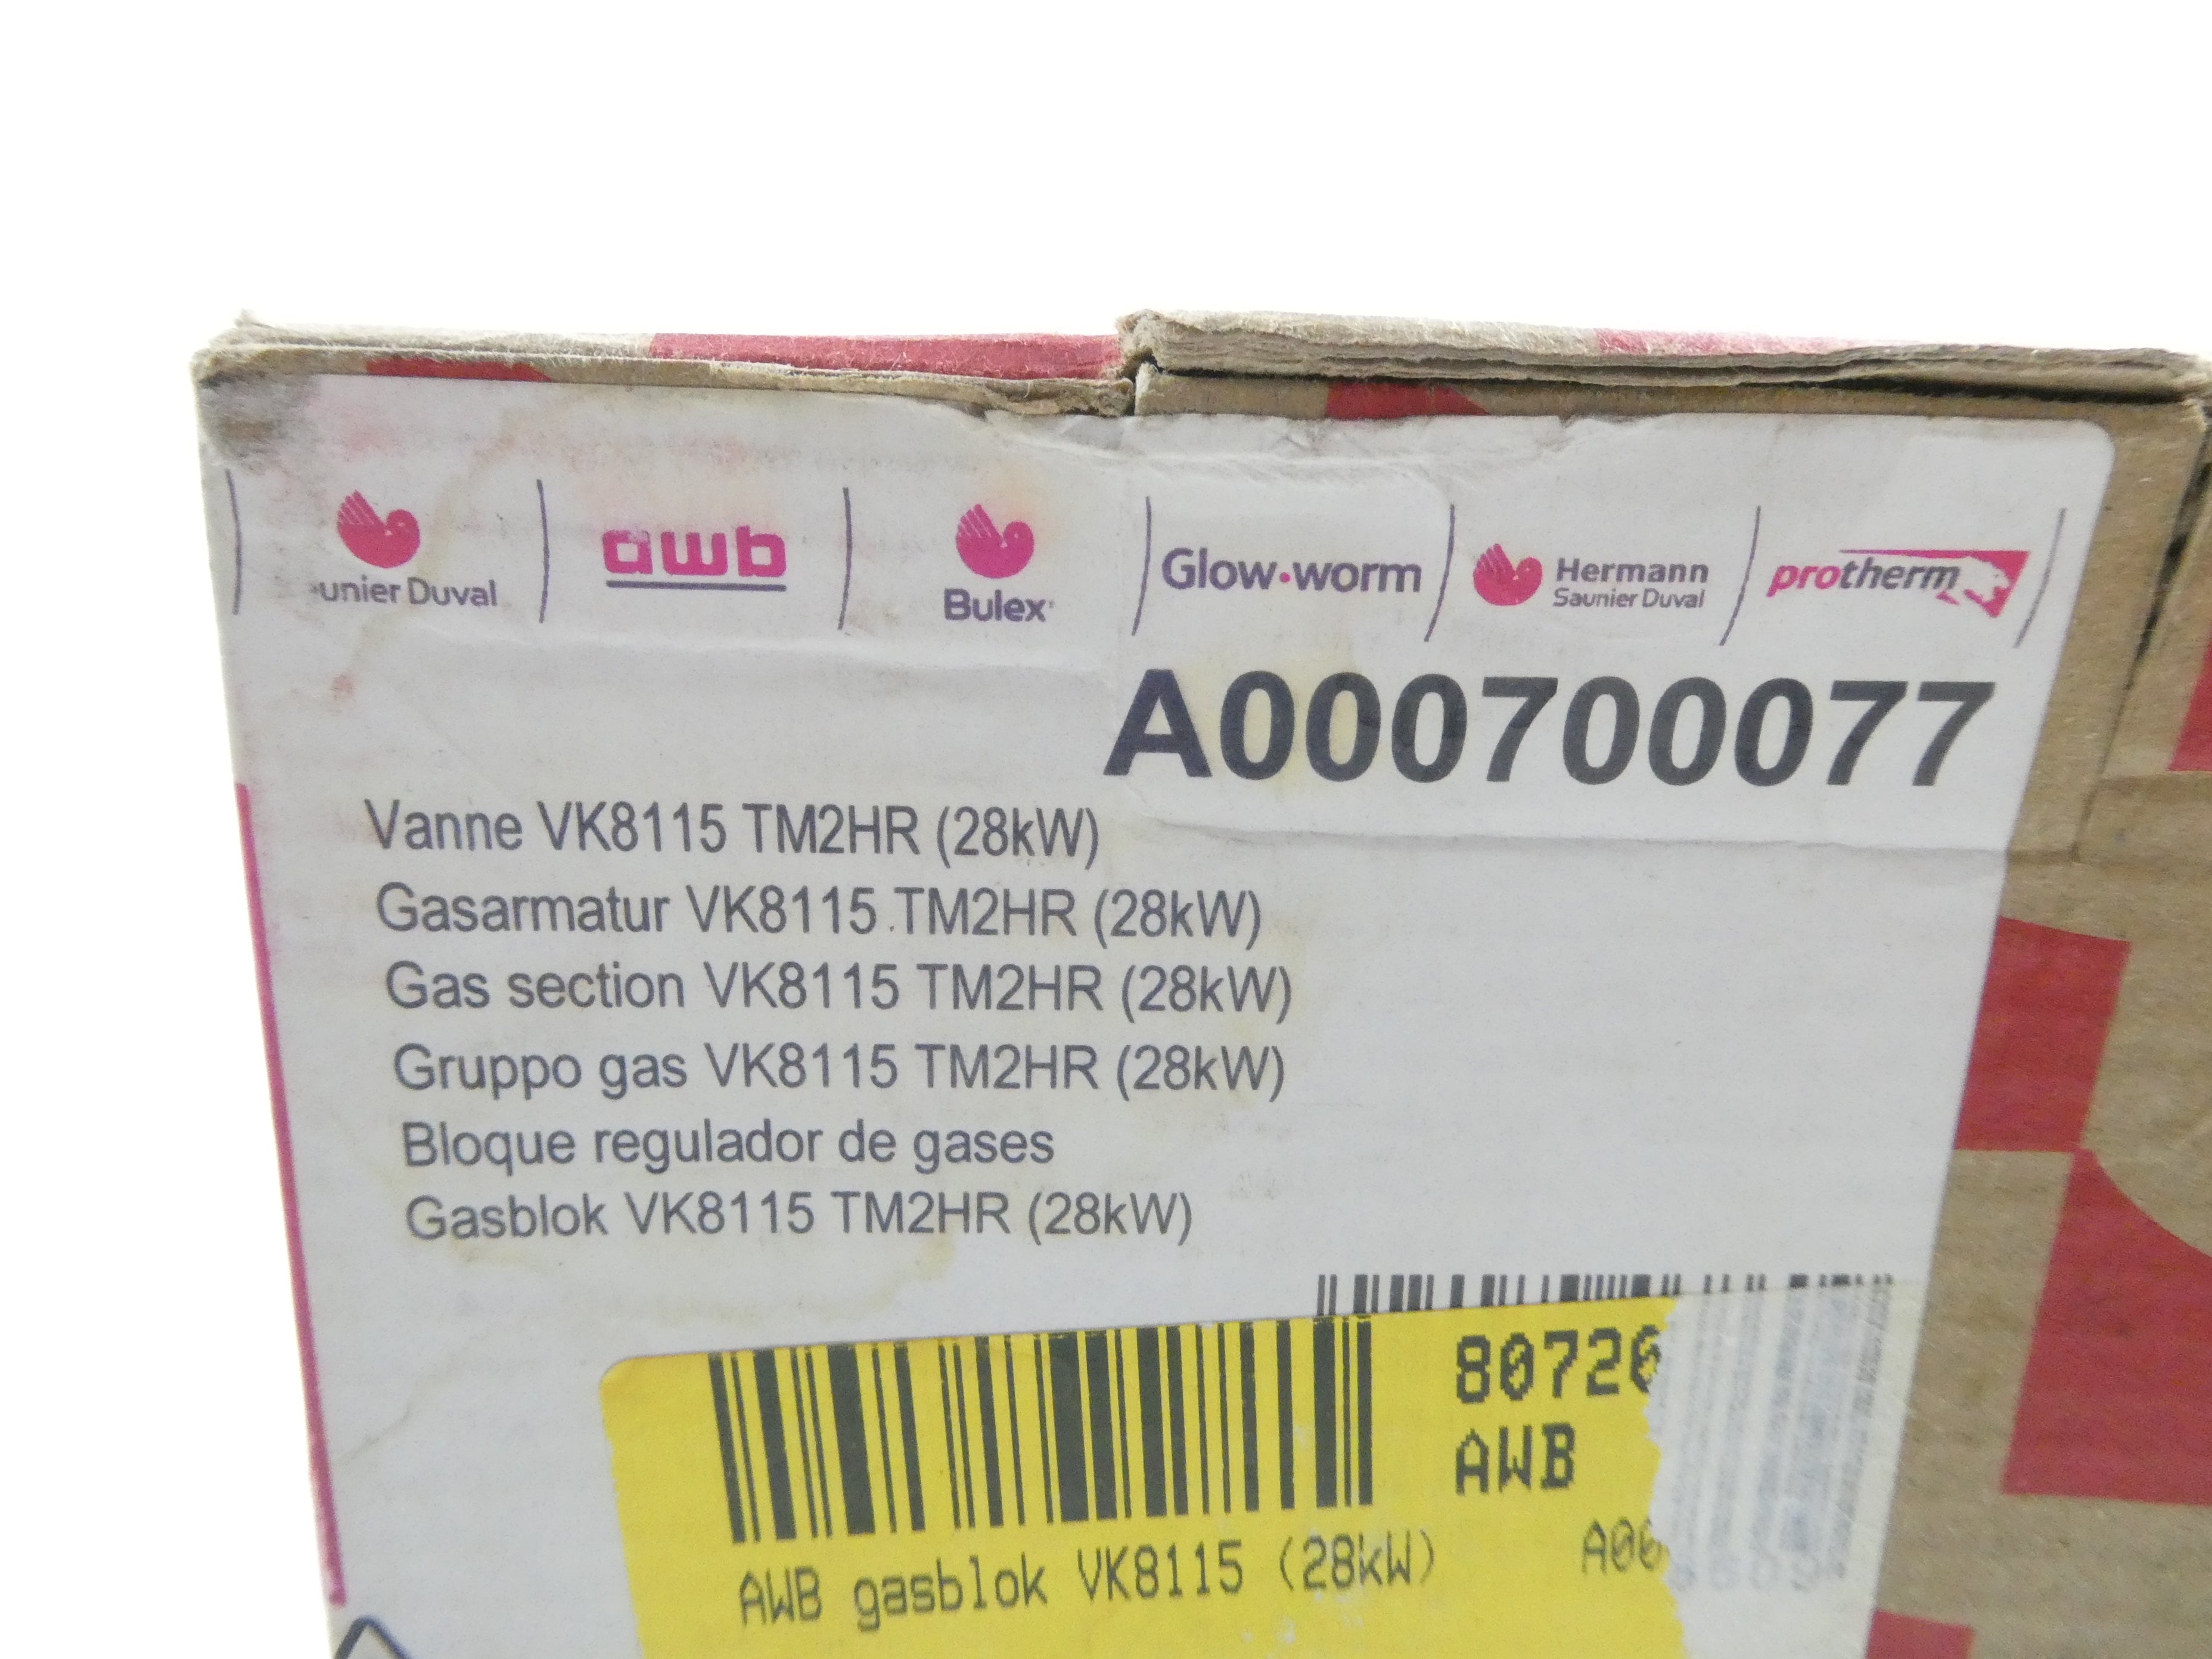 unier Duval awb Bulex Glow·worm Hermann Saunier Duval protherm
A000700077
Vanne VK8115 TM2HR (28kW)
Gasarmatur VK8115 TM2HR (28kW)
Gas section VK8115 TM2HR (28kW)
Gruppo gas VK8115 TM2HR (28kW)
Bloque regulador de gases
Gasblok VK8115 TM2HR (28kW)
80726
AWB
AWB gasblok VK8115 (28kW) A00